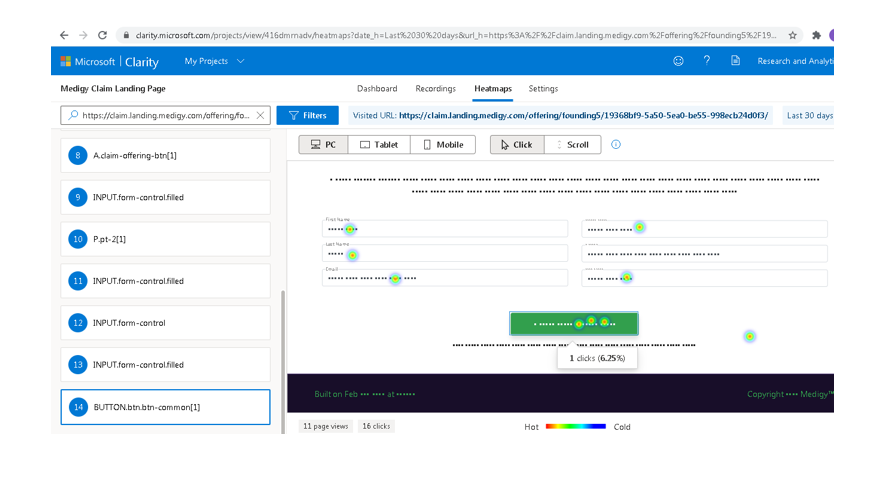 clarity.microsoft.com/projects/view/416dmrmadv/heatmaps?date_h=Last%2030%20days&url_h=https%3A%2F%2Fclaim.landing.medigy.com%2Foffering%2Ffounding5%2F19...
Microsoft | Clarity My Projects ? Research and Analyti
Medigy Claim Landing Page Dashboard Recordings Heatmaps Settings
https://claim.landing.medigy.com/offering/fo... Filters Visited URL: https://claim.landing.medigy.com/offering/founding5/19368bf9-5a50-5ea0-be55-998ecb24d0f3/ Last 30 days
PC Tablet Mobile Click Scroll
8 A.claim-offering-btn[1]
9 INPUT.form-control.filled
10 P.pt-2[1]
11 INPUT.form-control.filled
12 INPUT.form-control
13 INPUT.form-control.filled
14 BUTTON.btn.btn-common[1]
First Name
Last Name
Email
1 clicks (6.25%)
Built on Feb •••• ••• at ••••••
Copyright •••• Medigy™
11 page views 16 clicks Hot Cold